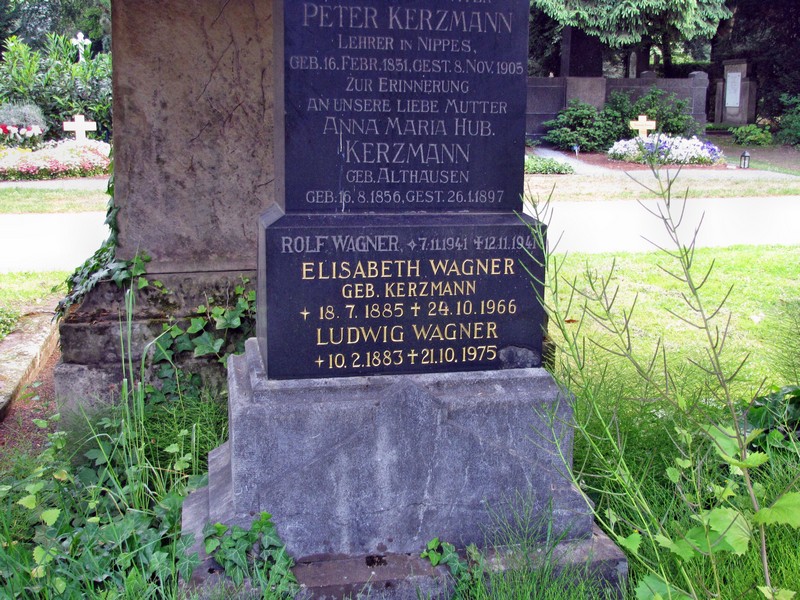 PETER KERZMANN
LEHRER IN NIPPES,
GEB. 16. FEBR. 1851, GEST. 8. NOV. 1905
ZUR ERINNERUNG
AN UNSERE LIEBE MUTTER
ANNA MARIA HUB.
KERZMANN
GEB. ALTHAUSEN
GEB. 16. 8. 1856, GEST. 26. 1. 1897
ROLF WAGNER, + 7.11.1941 ✝ 12.11.1941
ELISABETH WAGNER
GEB. KERZMANN
+ 18. 7. 1885 ✝ 24. 10. 1966
LUDWIG WAGNER
+ 10. 2. 1883 ✝ 21. 10. 1975